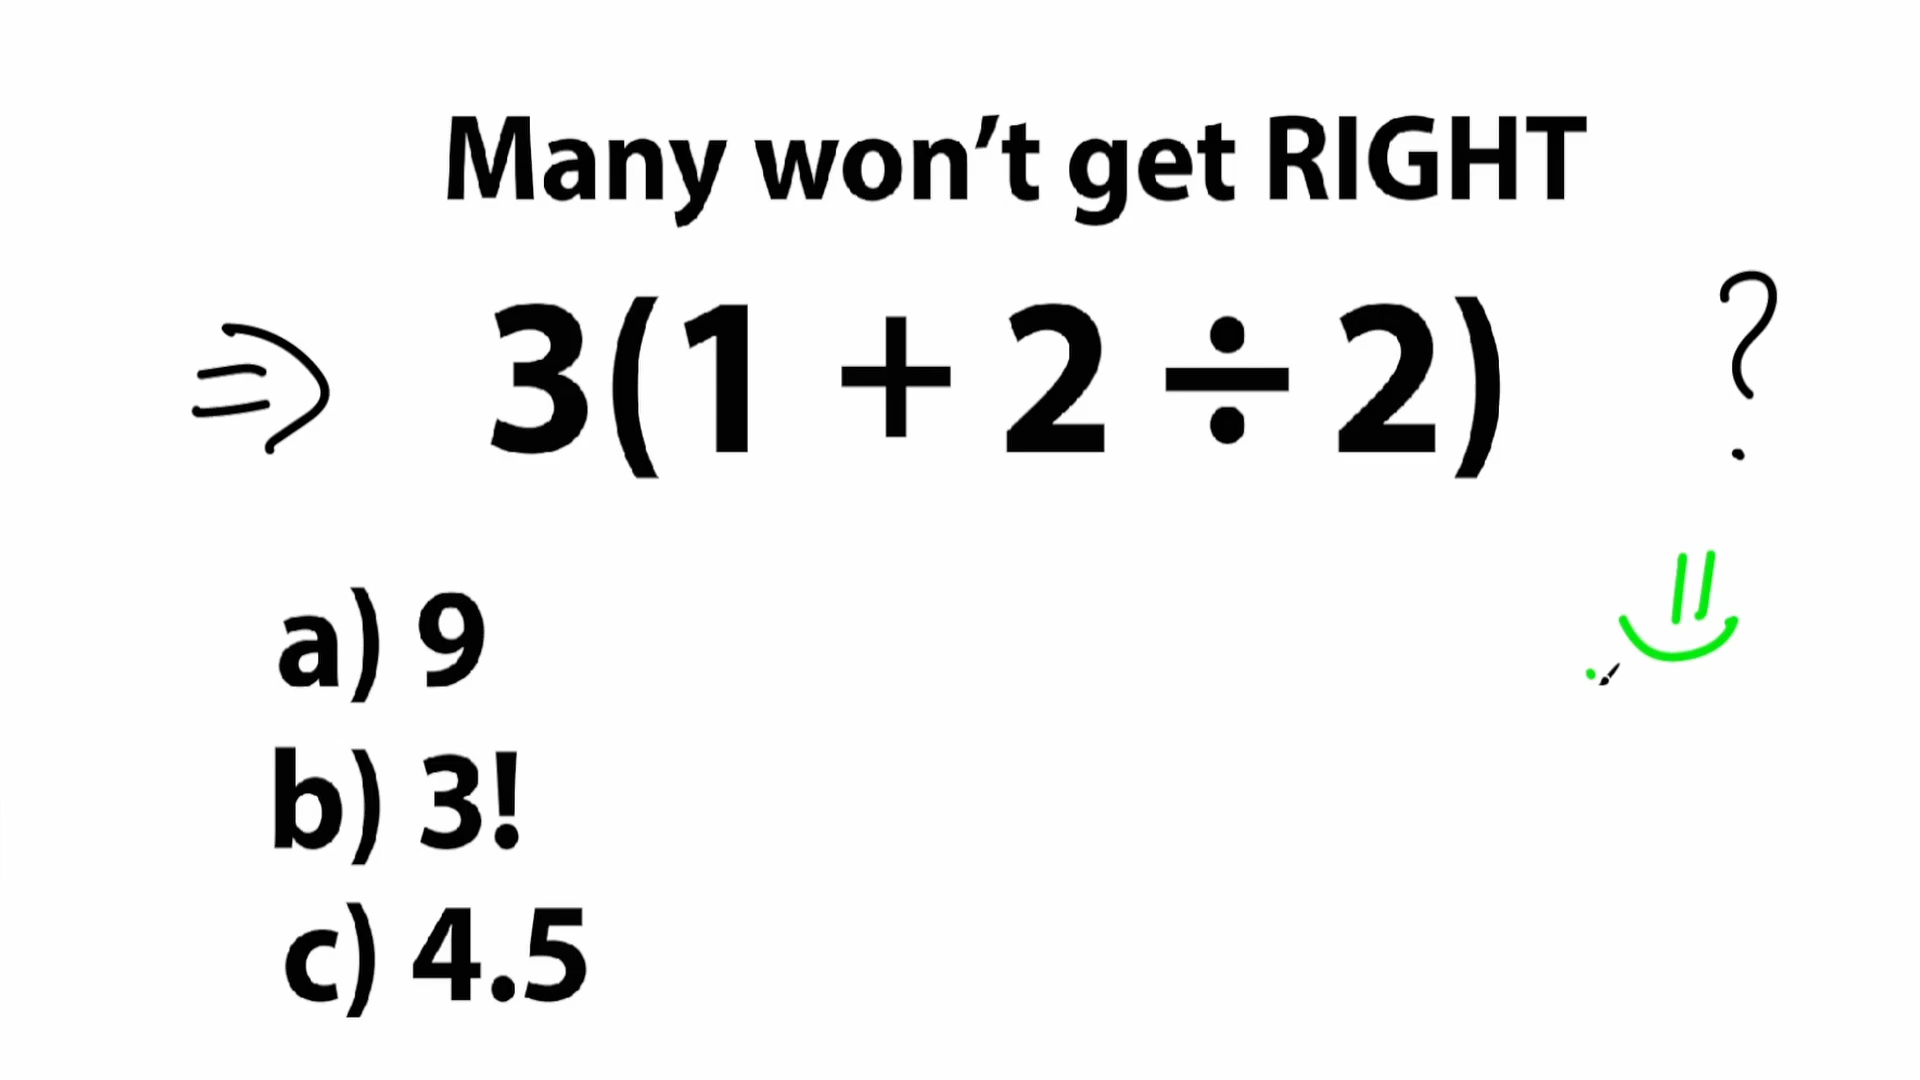 Many won’t get RIGHT
⇒ 3(1 + 2 ÷ 2) ?
a) 9
b) 3!
c) 4.5